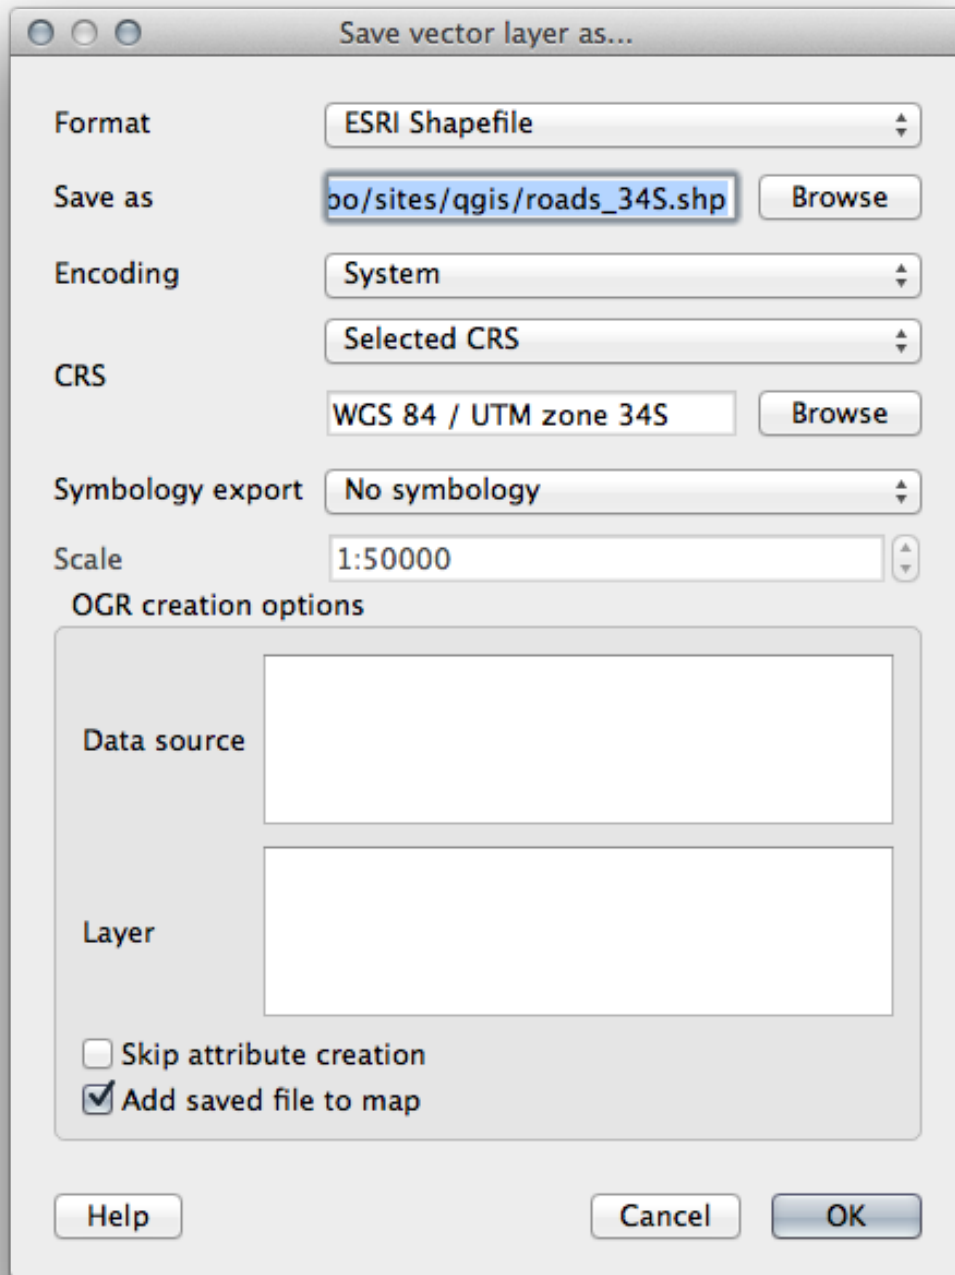 Save vector layer as...
Format ESRI Shapefile
Save as bo/sites/qgis/roads_34S.shp Browse
Encoding System
Selected CRS
CRS
WGS 84 / UTM zone 34S Browse
Symbology export No symbology
Scale 1:50000
OGR creation options
Data source
Layer
Skip attribute creation
Add saved file to map
Help Cancel OK